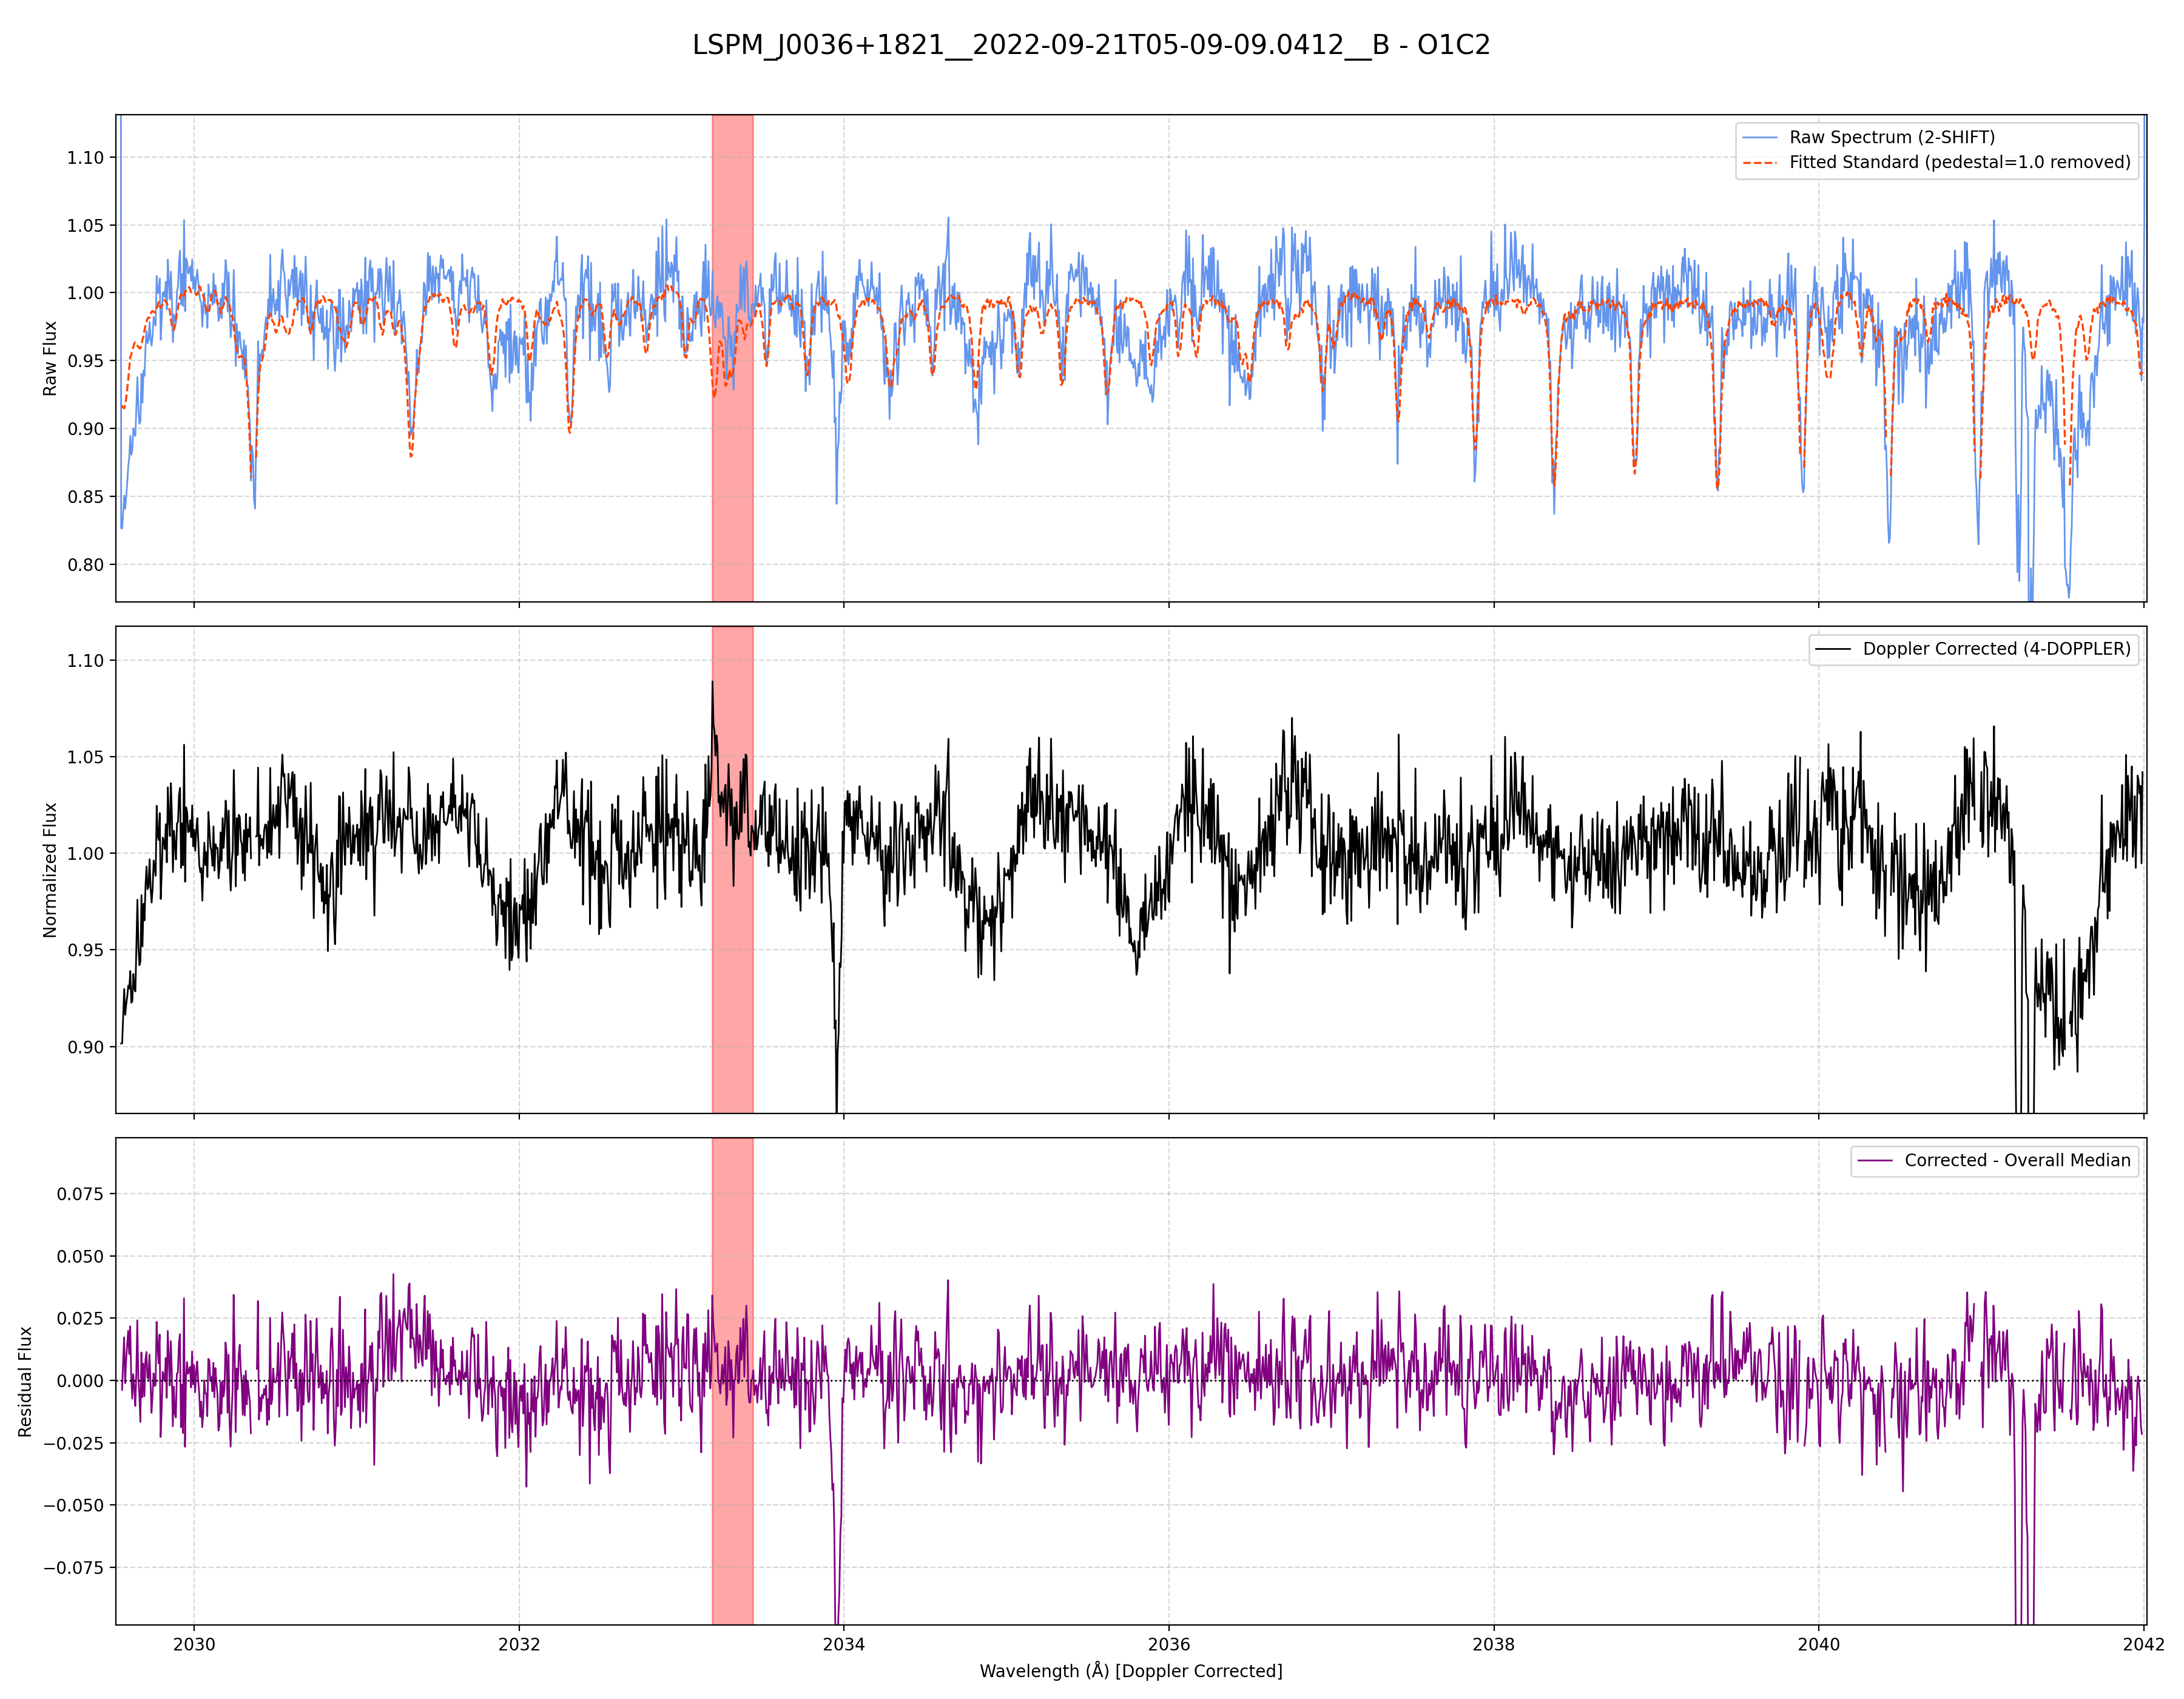 LSPM_J0036+1821__2022-09-21T05-09-09.0412__B - O1C2
Raw Flux
1.10
1.05
1.00
0.95
0.90
0.85
0.80
Raw Spectrum (2-SHIFT)
Fitted Standard (pedestal=1.0 removed)
Normalized Flux
1.10
1.05
1.00
0.95
0.90
Doppler Corrected (4-DOPPLER)
Residual Flux
0.075
0.050
0.025
0.000
−0.025
−0.050
−0.075
Corrected - Overall Median
2030 2032 2034 2036 2038 2040 2042
Wavelength (Å) [Doppler Corrected]